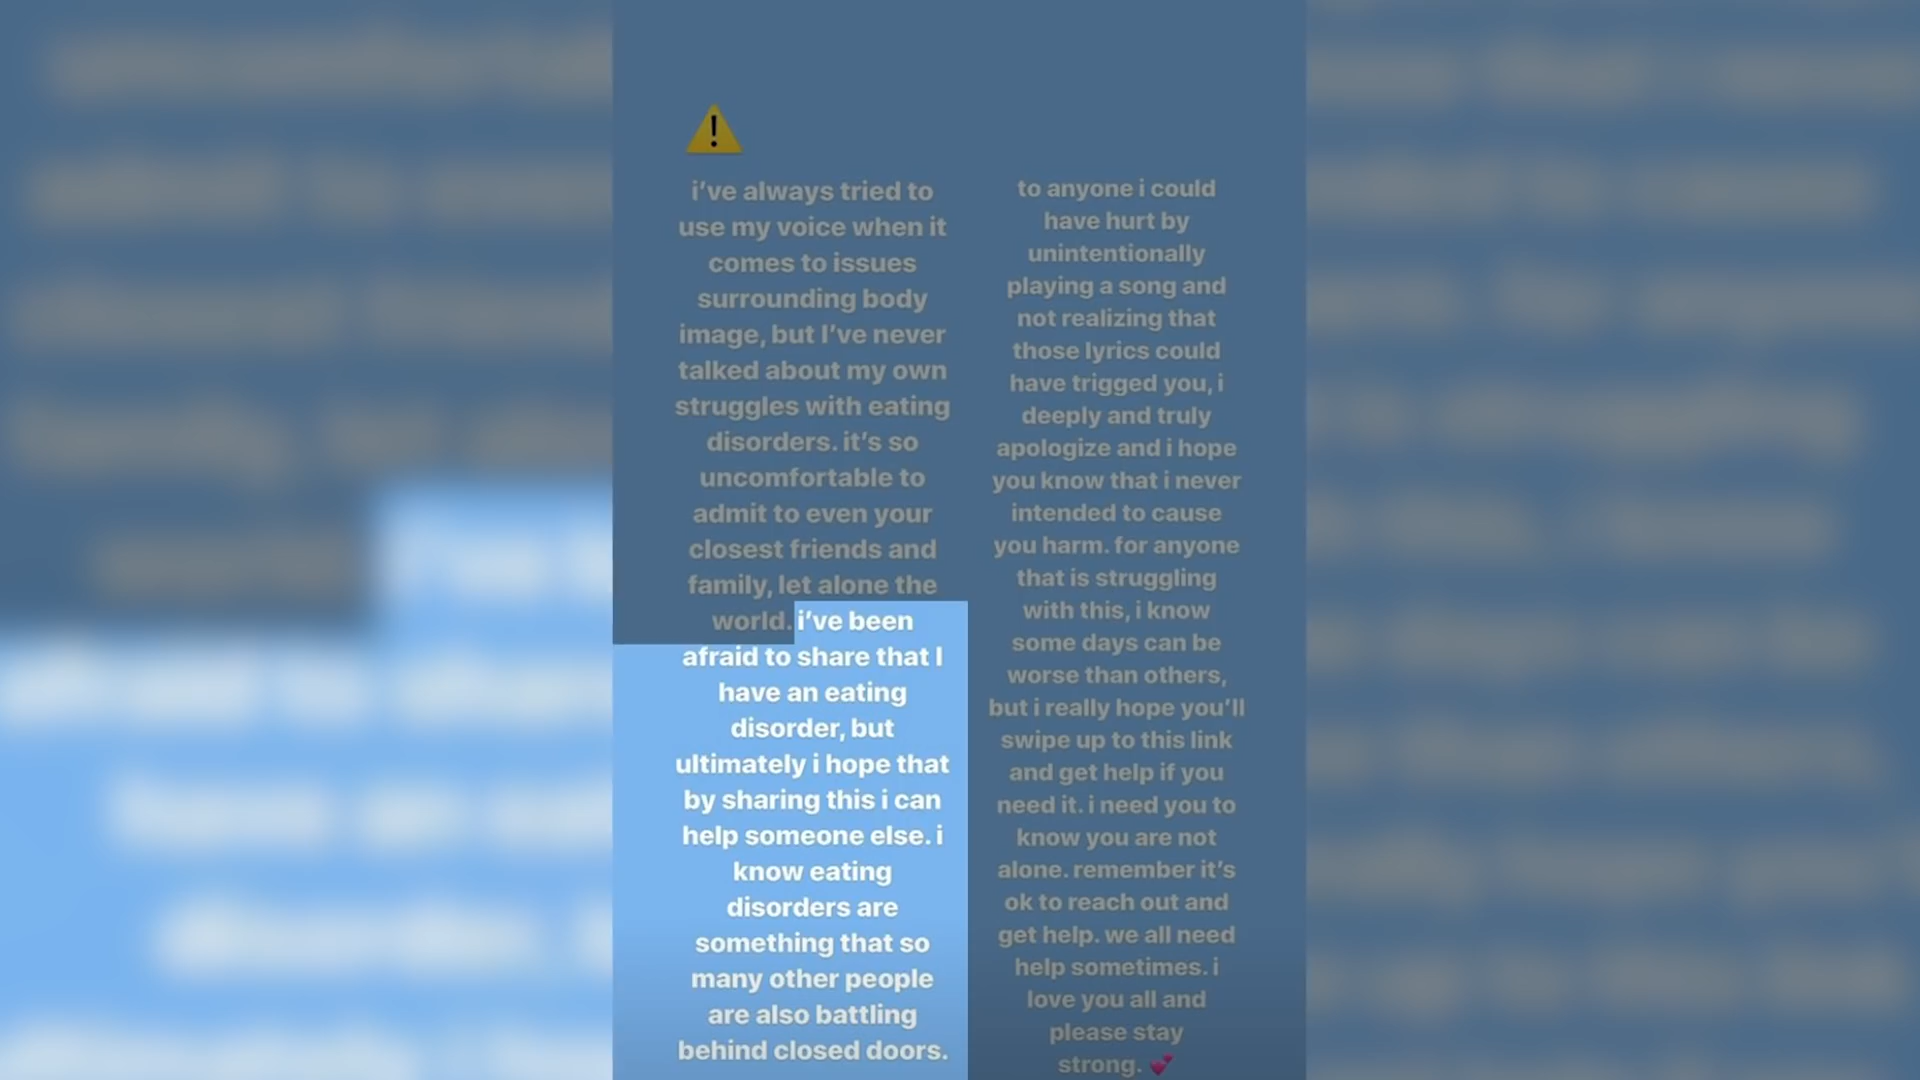 i’ve always tried to
use my voice when it
comes to issues
surrounding body
image, but I’ve never
talked about my own
struggles with eating
disorders. it’s so
uncomfortable to
admit to even your
closest friends and
family, let alone the
world. i’ve been
afraid to share that I
have an eating
disorder, but
ultimately i hope that
by sharing this i can
help someone else. i
know eating
disorders are
something that so
many other people
are also battling
behind closed doors.
to anyone i could
have hurt by
unintentionally
playing a song and
not realizing that
those lyrics could
have trigged you, i
deeply and truly
apologize and i hope
you know that i never
intended to cause
you harm. for anyone
that is struggling
with this, i know
some days can be
worse than others,
but i really hope you’ll
swipe up to this link
and get help if you
need it. i need you to
know you are not
alone. remember it’s
ok to reach out and
get help. we all need
help sometimes. i
love you all and
please stay
strong. 💕